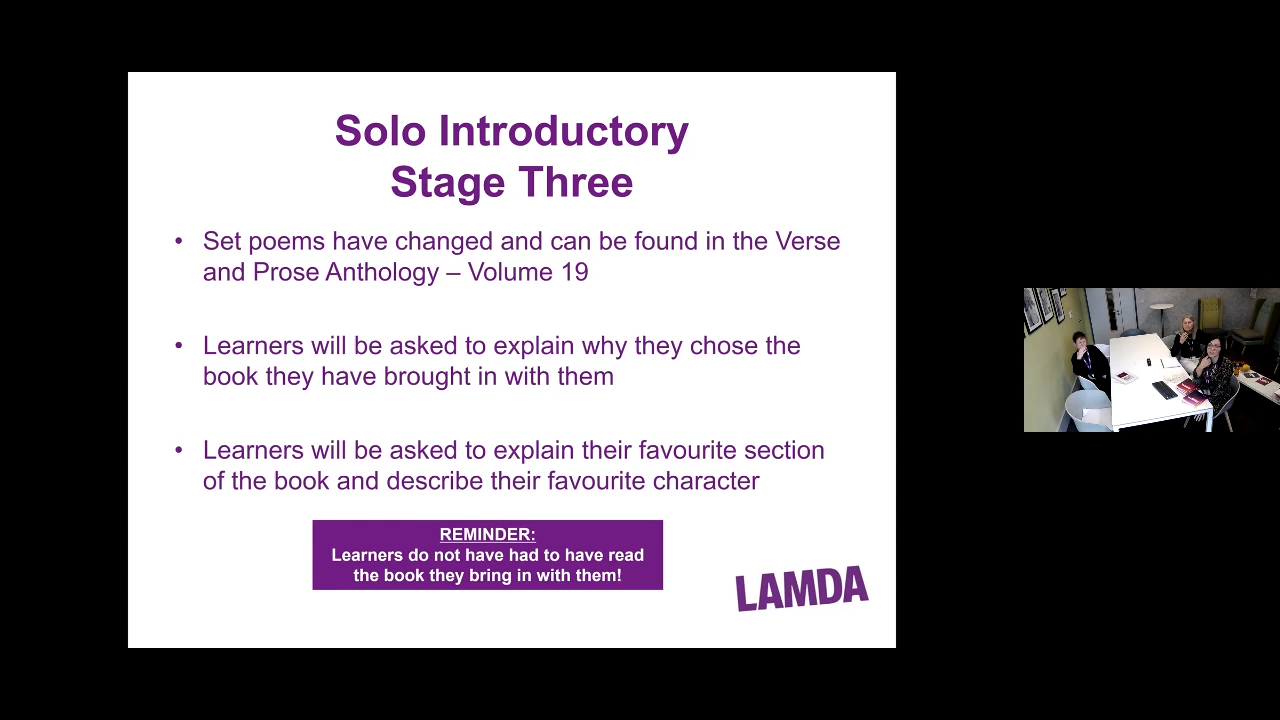 Solo Introductory
Stage Three
• Set poems have changed and can be found in the Verse
and Prose Anthology – Volume 19
• Learners will be asked to explain why they chose the
book they have brought in with them
• Learners will be asked to explain their favourite section
of the book and describe their favourite character
REMINDER:
Learners do not have had to have read
the book they bring in with them!
LAMDA